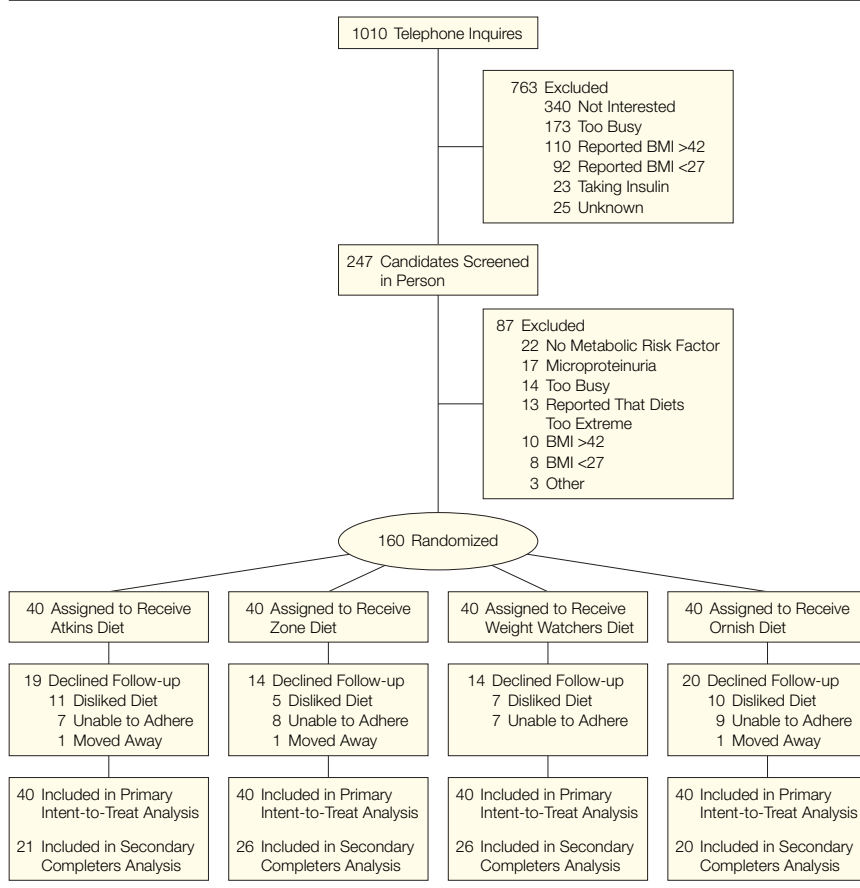 1010 Telephone Inquires
763 Excluded
340 Not Interested
173 Too Busy
110 Reported BMI >42
92 Reported BMI <27
23 Taking Insulin
25 Unknown
247 Candidates Screened
in Person
87 Excluded
22 No Metabolic Risk Factor
17 Microproteinuria
14 Too Busy
13 Reported That Diets
Too Extreme
10 BMI >42
8 BMI <27
3 Other
160 Randomized
40 Assigned to Receive
Atkins Diet
40 Assigned to Receive
Zone Diet
40 Assigned to Receive
Weight Watchers Diet
40 Assigned to Receive
Ornish Diet
19 Declined Follow-up
11 Disliked Diet
7 Unable to Adhere
1 Moved Away
14 Declined Follow-up
5 Disliked Diet
8 Unable to Adhere
1 Moved Away
14 Declined Follow-up
7 Disliked Diet
7 Unable to Adhere
20 Declined Follow-up
10 Disliked Diet
9 Unable to Adhere
1 Moved Away
40 Included in Primary
Intent-to-Treat Analysis
21 Included in Secondary
Completers Analysis
40 Included in Primary
Intent-to-Treat Analysis
26 Included in Secondary
Completers Analysis
40 Included in Primary
Intent-to-Treat Analysis
26 Included in Secondary
Completers Analysis
40 Included in Primary
Intent-to-Treat Analysis
20 Included in Secondary
Completers Analysis